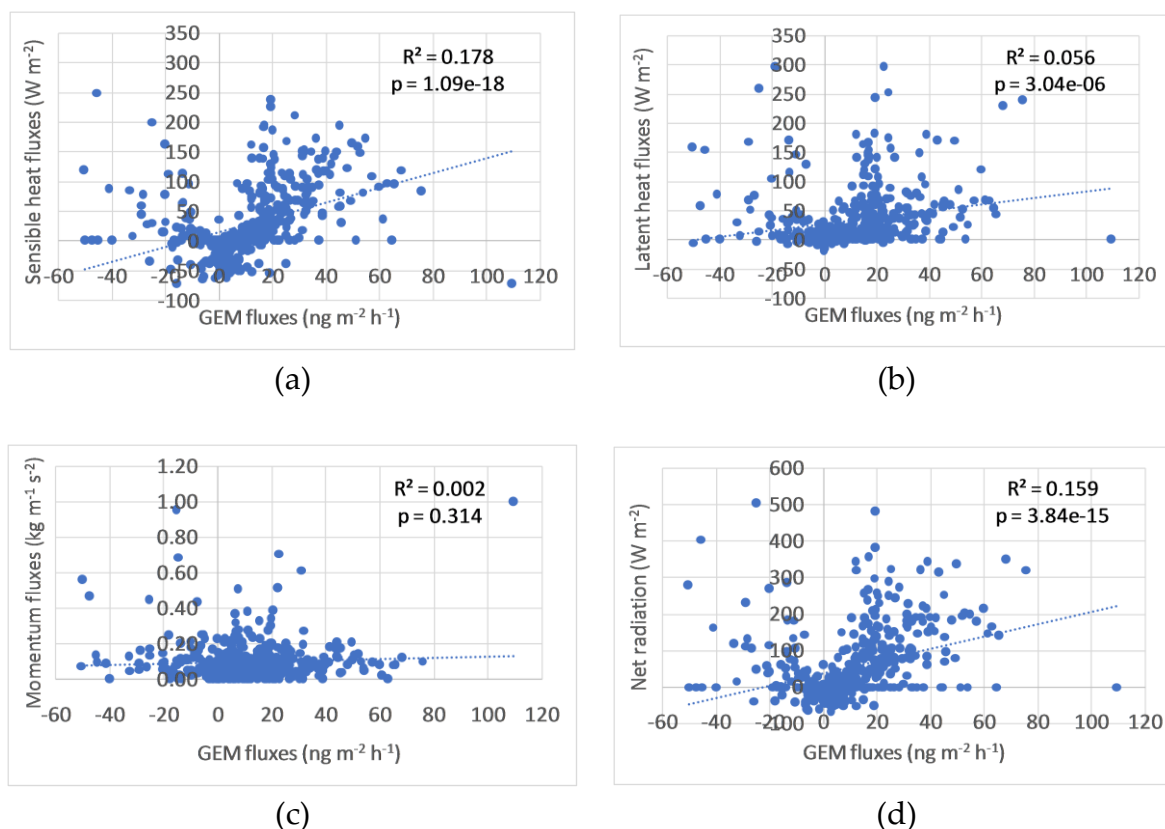 350
300
250
200
150
100
50
0
-50
-100
-60 -40 -20 0 20 40 60 80 100 120
Sensible heat fluxes (W m⁻²)
GEM fluxes (ng m⁻² h⁻¹)
R² = 0.178
p = 1.09e-18
(a)
350
300
250
200
150
100
50
0
-50
-100
-60 -40 -20 0 20 40 60 80 100 120
Latent heat fluxes (W m⁻²)
GEM fluxes (ng m⁻² h⁻¹)
R² = 0.056
p = 3.04e-06
(b)
1.20
1.00
0.80
0.60
0.40
0.20
0.00
-60 -40 -20 0 20 40 60 80 100 120
Momentum fluxes (kg m⁻¹ s⁻²)
GEM fluxes (ng m⁻² h⁻¹)
R² = 0.002
p = 0.314
(c)
600
500
400
300
200
100
0
-100
-60 -40 -20 0 20 40 60 80 100 120
Net radiation (W m⁻²)
GEM fluxes (ng m⁻² h⁻¹)
R² = 0.159
p = 3.84e-15
(d)